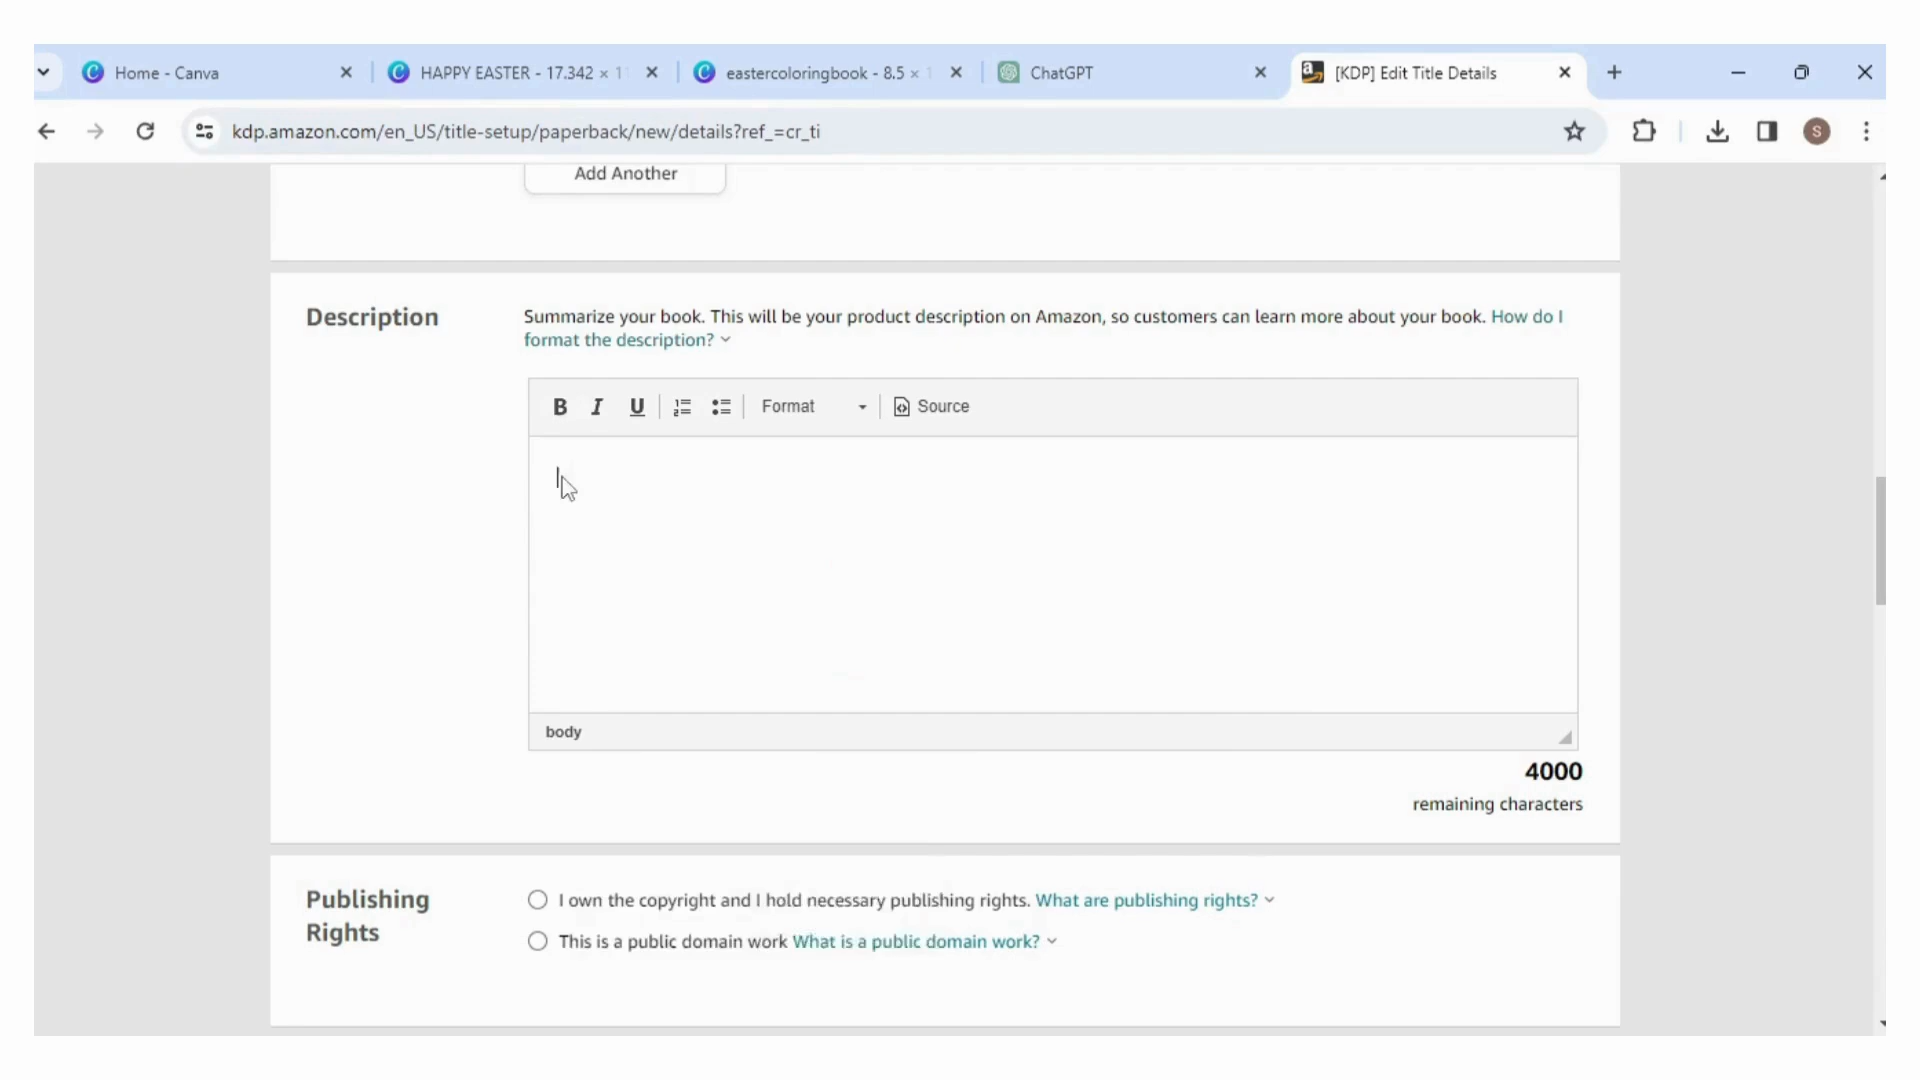 Home - Canva
HAPPY EASTER - 17.342 × 1
eastercoloringbook - 8.5 ×
ChatGPT
[KDP] Edit Title Details
kdp.amazon.com/en_US/title-setup/paperback/new/details?ref_=cr_ti
S
Add Another
Description
Summarize your book. This will be your product description on Amazon, so customers can learn more about your book. How do I
format the description?
B I U Format Source
body
4000
remaining characters
Publishing
Rights
I own the copyright and I hold necessary publishing rights. What are publishing rights?
This is a public domain work What is a public domain work?